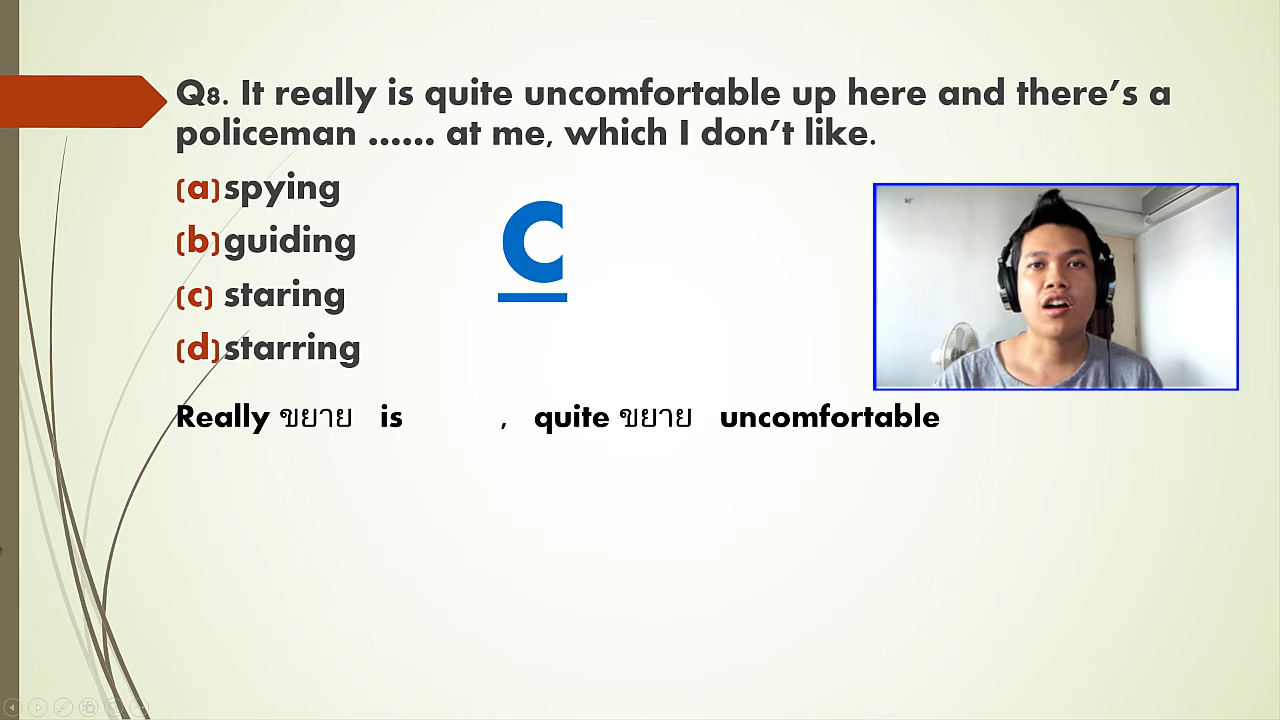 Q8. It really is quite uncomfortable up here and there’s a
policeman ...... at me, which I don’t like.
(a)spying
(b)guiding
(c) staring
(d)starring
C
Really ขยาย is , quite ขยาย uncomfortable